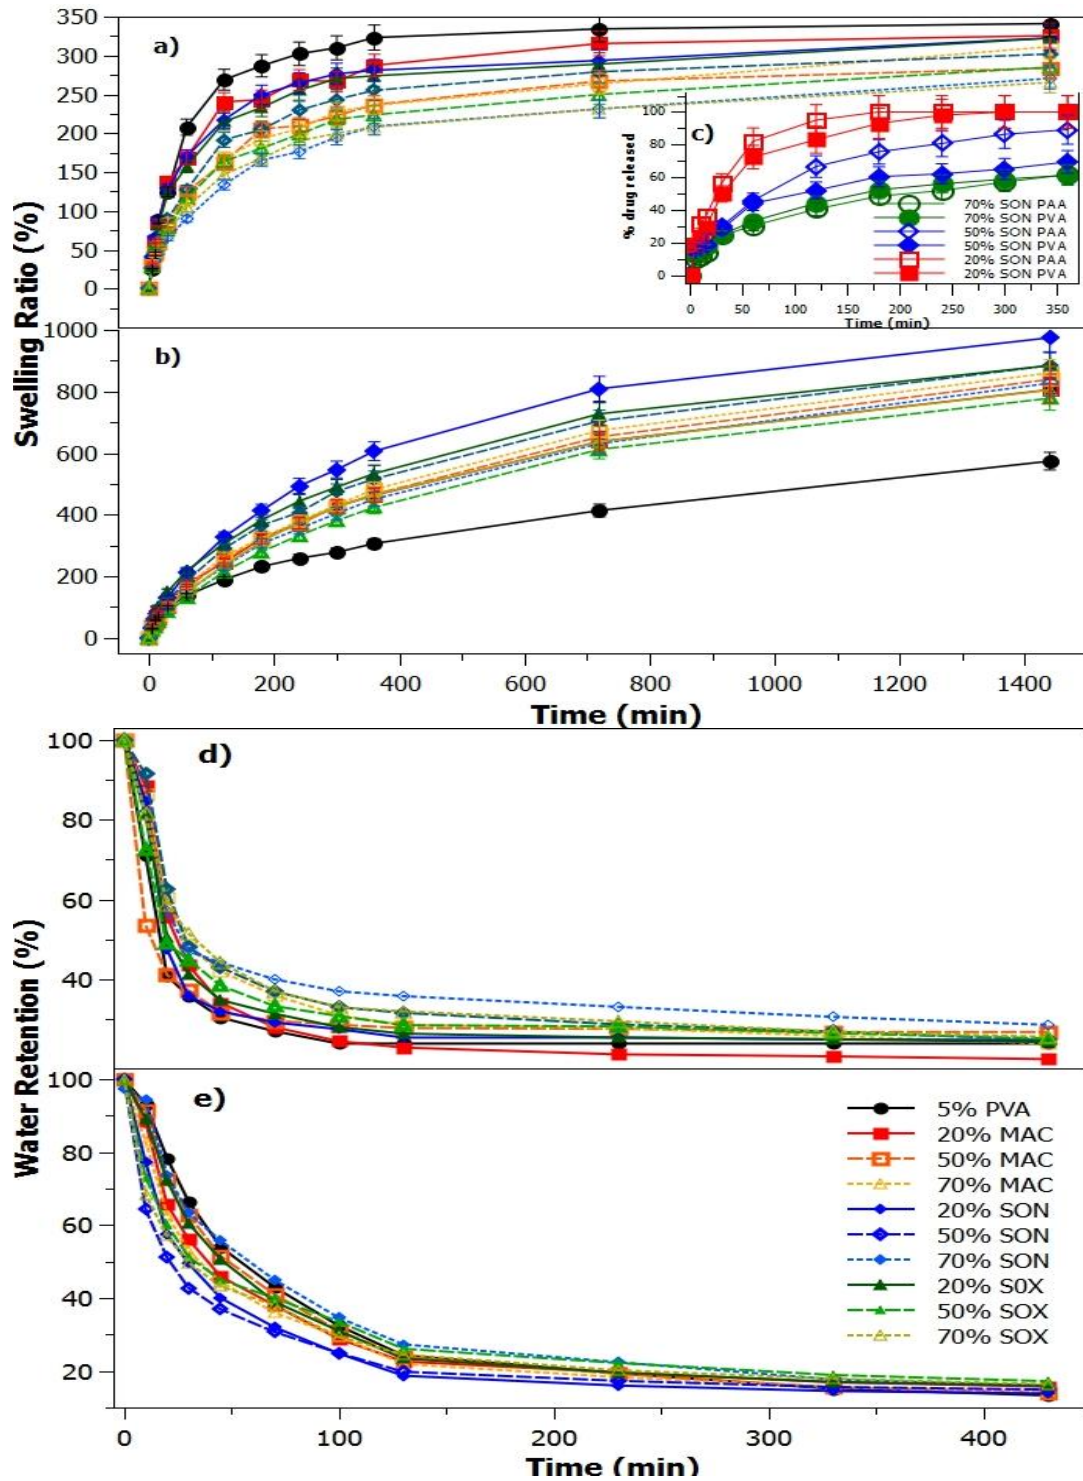 a)
350
300
250
200
150
100
50
0
c)
100
80
60
40
20
0
% drug released
70% SON PAA
70% SON PVA
50% SON PAA
50% SON PVA
20% SON PAA
20% SON PVA
0 50 100 150 200 250 300 350
Time (min)
Swelling Ratio (%)
b)
1000
800
600
400
200
0
0 200 400 600 800 1000 1200 1400
Time (min)
d)
100
80
60
40
Water Retention (%)
e)
100
80
60
40
20
5% PVA
20% MAC
50% MAC
70% MAC
20% SON
50% SON
70% SON
20% S0X
50% SOX
70% SOX
0 100 200 300 400
Time (min)